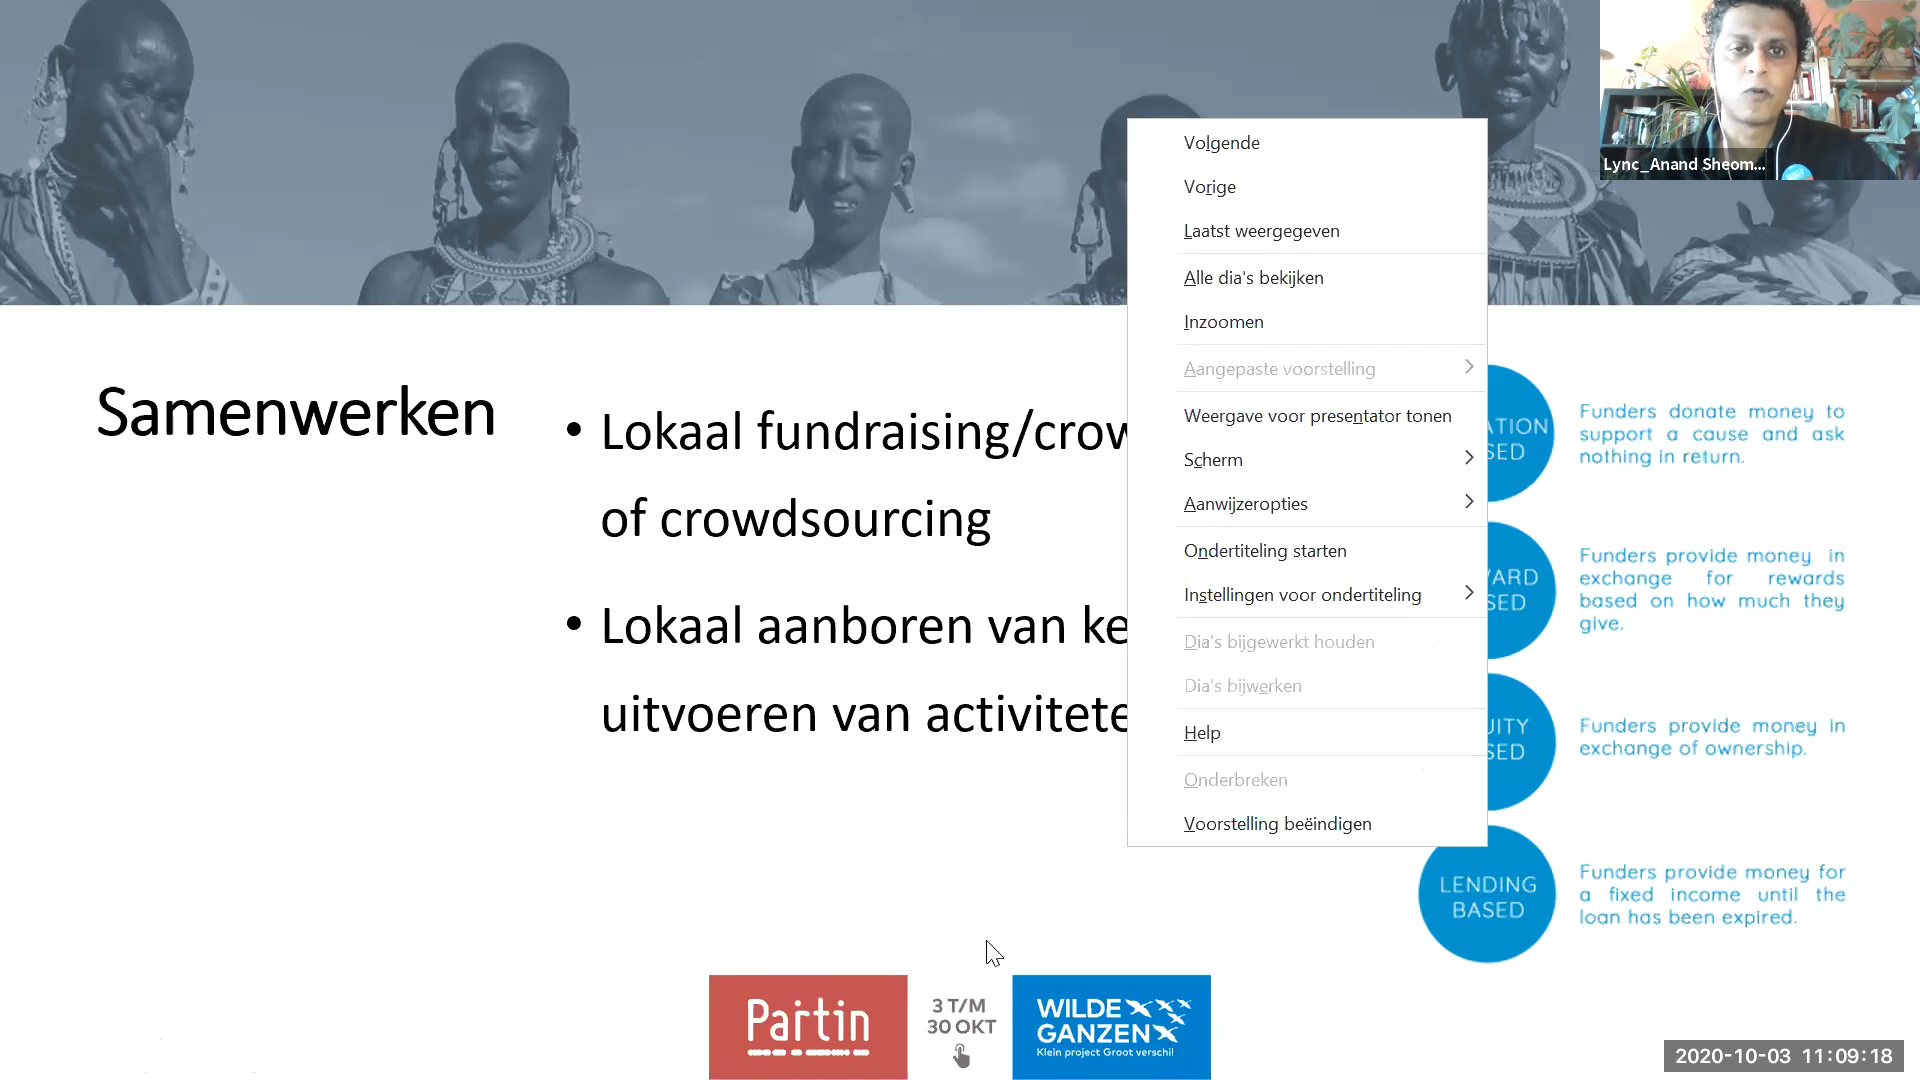 Lync_Anand Sheom...
Samenwerken
• Lokaal fundraising/crow
of crowdsourcing
• Lokaal aanboren van ke
uitvoeren van activitete
Volgende
Vorige
Laatst weergegeven
Alle dia's bekijken
Inzoomen
Aangepaste voorstelling
Weergave voor presentator tonen
Scherm
Aanwijzeropties
Ondertiteling starten
Instellingen voor ondertiteling
Dia's bijgewerkt houden
Dia's bijwerken
Help
Onderbreken
Voorstelling beëindigen
ATION
SED
Funders donate money to
support a cause and ask
nothing in return.
VARD
SED
Funders provide money in
exchange for rewards
based on how much they
give.
UITY
SED
Funders provide money in
exchange of ownership.
LENDING
BASED
Funders provide money for
a fixed income until the
loan has been expired.
Partin
3 T/M
30 OKT
WILDE
GANZEN
Klein project Groot verschil
2020-10-03 11:09:18